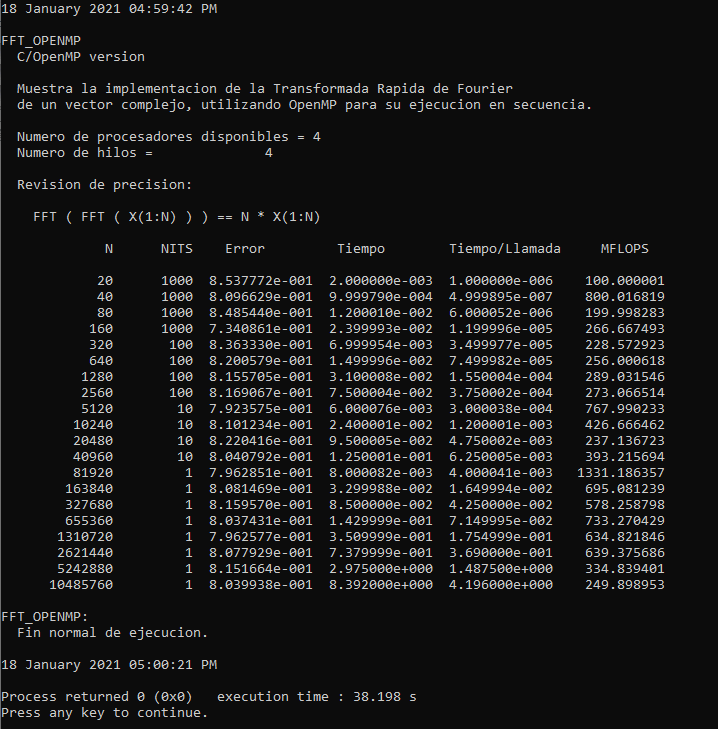 18 January 2021 04:59:42 PM
FFT_OPENMP
C/OpenMP version
Muestra la implementacion de la Transformada Rapida de Fourier
de un vector complejo, utilizando OpenMP para su ejecucion en secuencia.
Numero de procesadores disponibles = 4
Numero de hilos = 4
Revision de precision:
FFT ( FFT ( X(1:N) ) ) == N * X(1:N)
N NITS Error Tiempo Tiempo/Llamada MFLOPS
20 1000 8.537772e-001 2.000000e-003 1.000000e-006 100.000001
40 1000 8.096629e-001 9.999790e-004 4.999895e-007 800.016819
80 1000 8.485440e-001 1.200010e-002 6.000052e-006 199.998283
160 1000 7.340861e-001 2.399993e-002 1.199996e-005 266.667493
320 100 8.363330e-001 6.999954e-003 3.499977e-005 228.572923
640 100 8.200579e-001 1.499996e-002 7.499982e-005 256.000618
1280 100 8.155705e-001 3.100008e-002 1.550004e-004 289.031546
2560 100 8.169067e-001 7.500004e-002 3.750002e-004 273.066514
5120 10 7.923575e-001 6.000076e-003 3.000038e-004 767.990233
10240 10 8.101234e-001 2.400001e-002 1.200001e-003 426.666462
20480 10 8.220416e-001 9.500005e-002 4.750002e-003 237.136723
40960 10 8.040792e-001 1.250001e-001 6.250005e-003 393.215694
81920 1 7.962851e-001 8.000082e-003 4.000041e-003 1331.186357
163840 1 8.081469e-001 3.299988e-002 1.649994e-002 695.081239
327680 1 8.159570e-001 8.500000e-002 4.250000e-002 578.258798
655360 1 8.037431e-001 1.429999e-001 7.149995e-002 733.270429
1310720 1 7.962577e-001 3.509999e-001 1.754999e-001 634.821846
2621440 1 8.077929e-001 7.379999e-001 3.690000e-001 639.375686
5242880 1 8.151664e-001 2.975000e+000 1.487500e+000 334.839401
10485760 1 8.039938e-001 8.392000e+000 4.196000e+000 249.898953
FFT_OPENMP:
Fin normal de ejecucion.
18 January 2021 05:00:21 PM
Process returned 0 (0x0) execution time : 38.198 s
Press any key to continue.